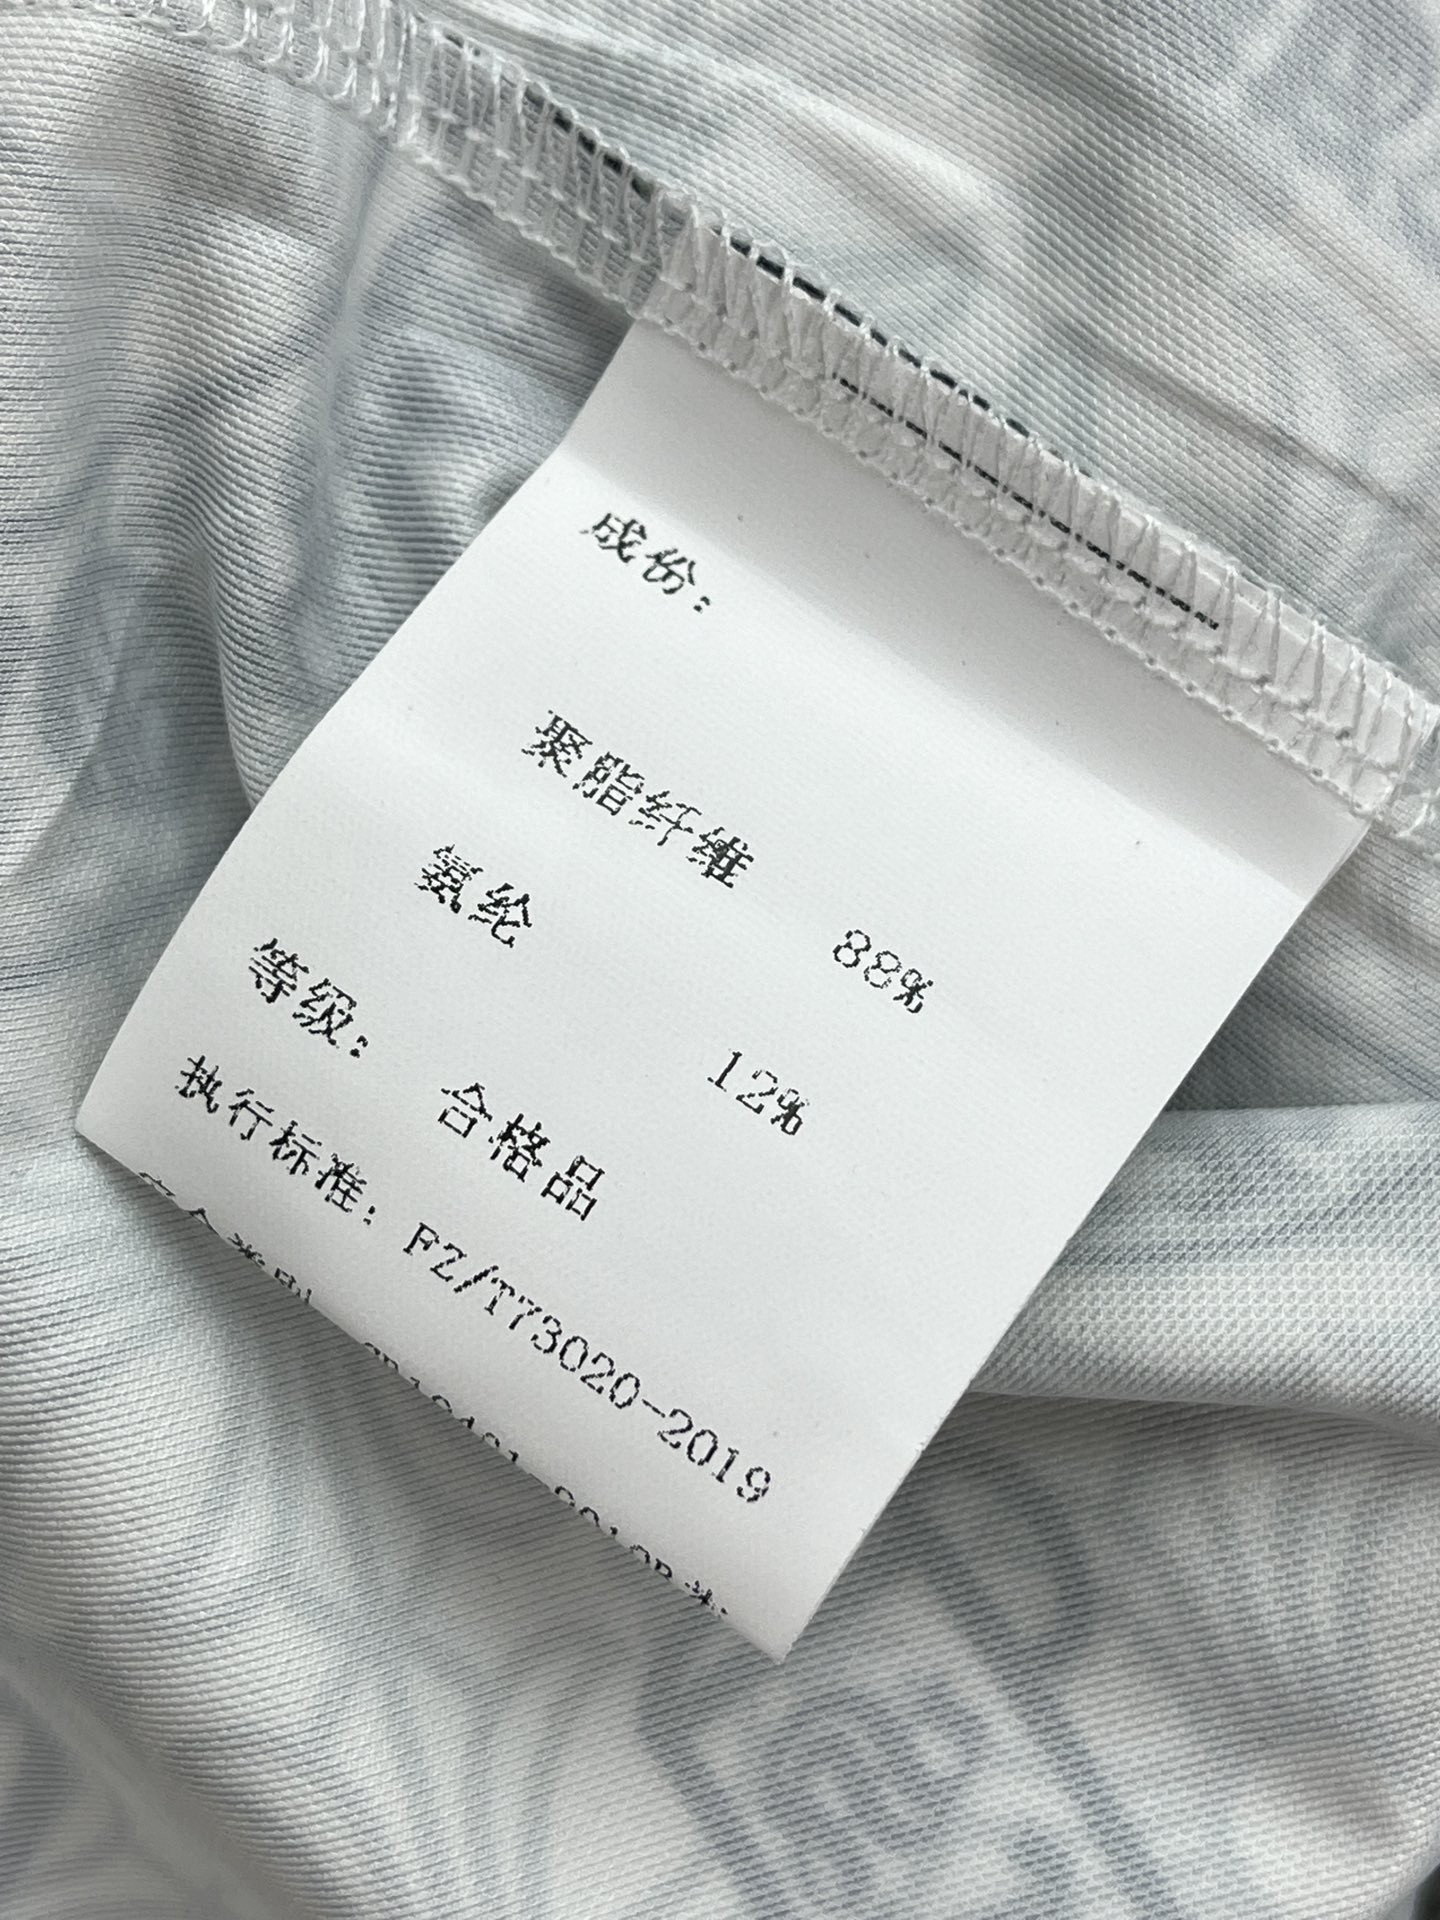 成份：
聚脂纤维 88%
氨纶 12%
等级： 合格品
执行标准：FZ/T73020-2019